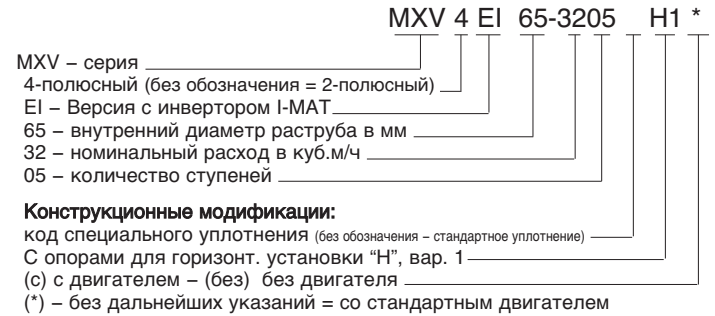 MXV 4 EI 65-3205 H1 *
MXV – серия
4-полюсный (без обозначения = 2-полюсный)
EI – Версия с инвертором I-MAT
65 – внутренний диаметр раструба в мм
32 – номинальный расход в куб.м/ч
05 – количество ступеней
Конструкционные модификации:
код специального уплотнения (без обозначения – стандартное уплотнение)
С опорами для горизонт. установки “H”, вар. 1
(с) с двигателем – (без) без двигателя
(*) – без дальнейших указаний = со стандартным двигателем